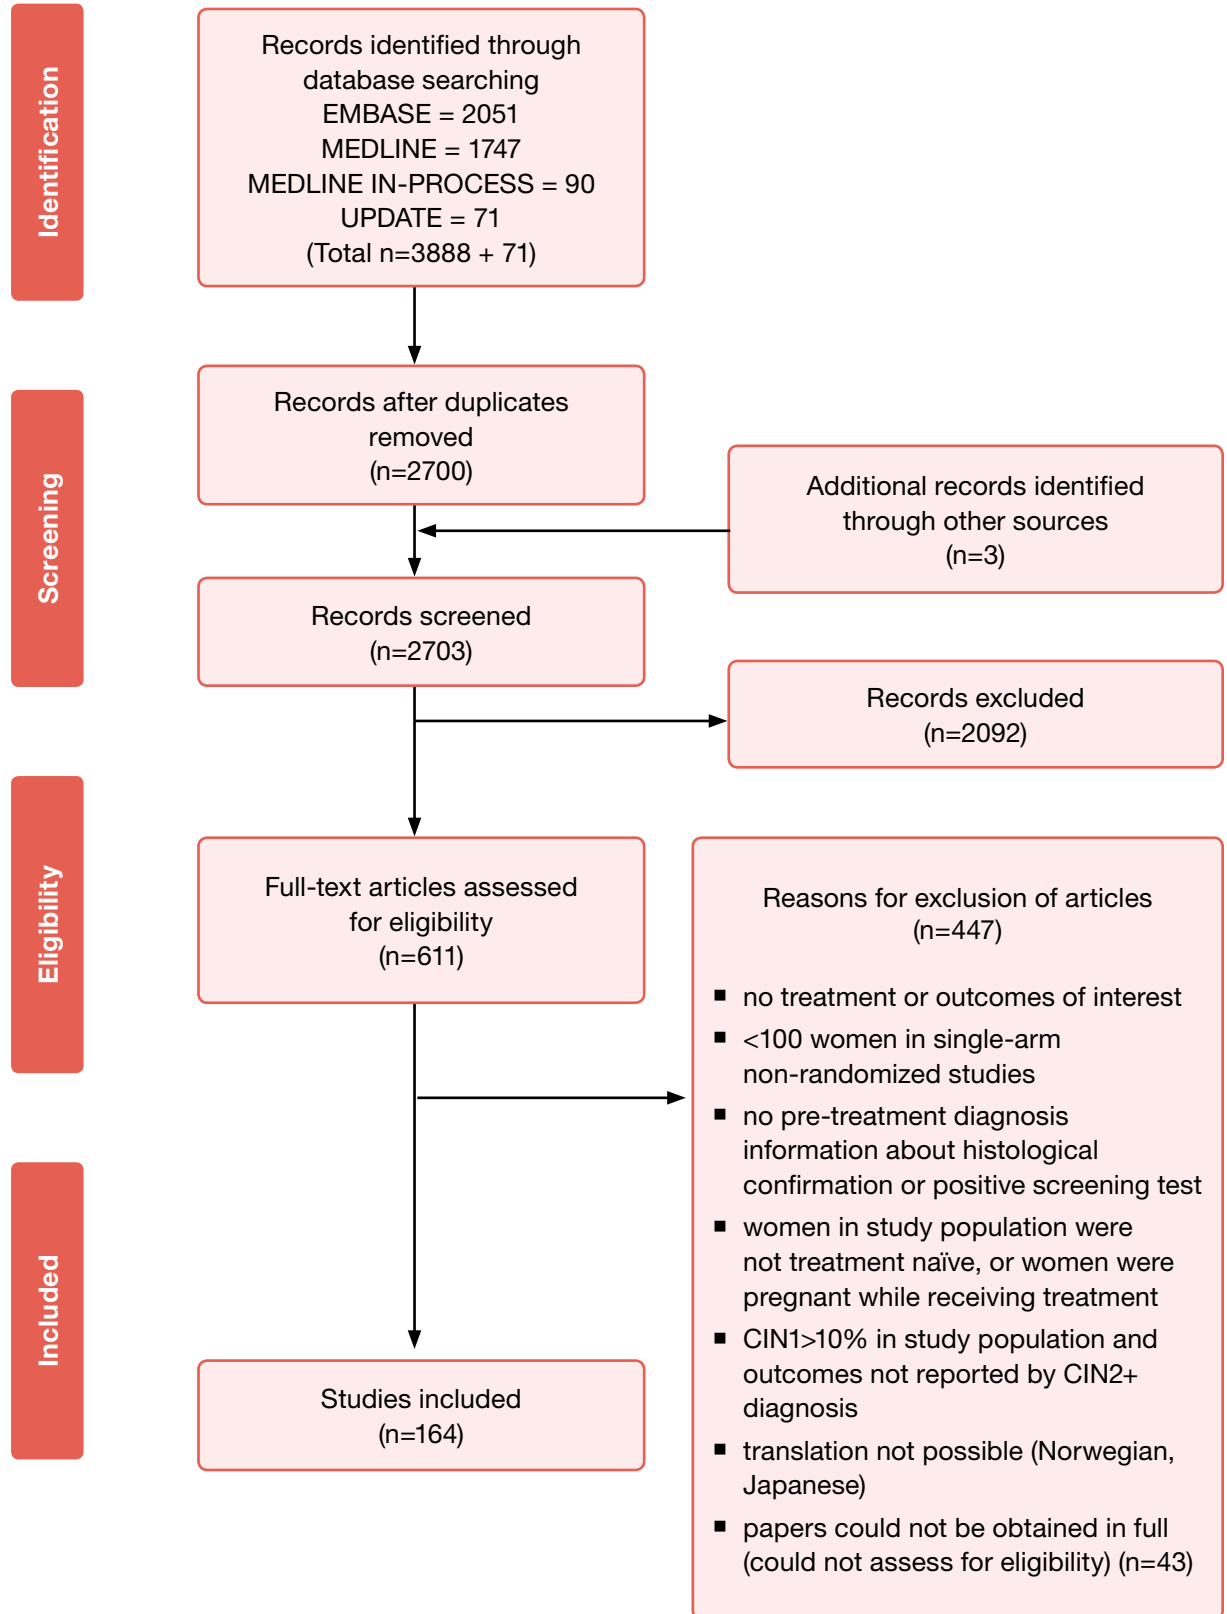 Identification
Records identified through
database searching
EMBASE = 2051
MEDLINE = 1747
MEDLINE IN-PROCESS = 90
UPDATE = 71
(Total n=3888 + 71)
Screening
Records after duplicates
removed
(n=2700)
Additional records identified
through other sources
(n=3)
Records screened
(n=2703)
Records excluded
(n=2092)
Eligibility
Full-text articles assessed
for eligibility
(n=611)
Reasons for exclusion of articles
(n=447)
▪ no treatment or outcomes of interest
▪ <100 women in single-arm
non-randomized studies
▪ no pre-treatment diagnosis
information about histological
confirmation or positive screening test
▪ women in study population were
not treatment naïve, or women were
pregnant while receiving treatment
▪ CIN1>10% in study population and
outcomes not reported by CIN2+
diagnosis
▪ translation not possible (Norwegian,
Japanese)
▪ papers could not be obtained in full
(could not assess for eligibility) (n=43)
Included
Studies included
(n=164)